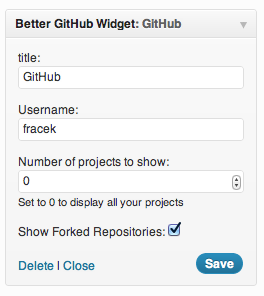 Better GitHub Widget: GitHub
title:
GitHub
Username:
fracek
Number of projects to show:
0
Set to 0 to display all your projects
Show Forked Repositories:
Delete | Close
Save